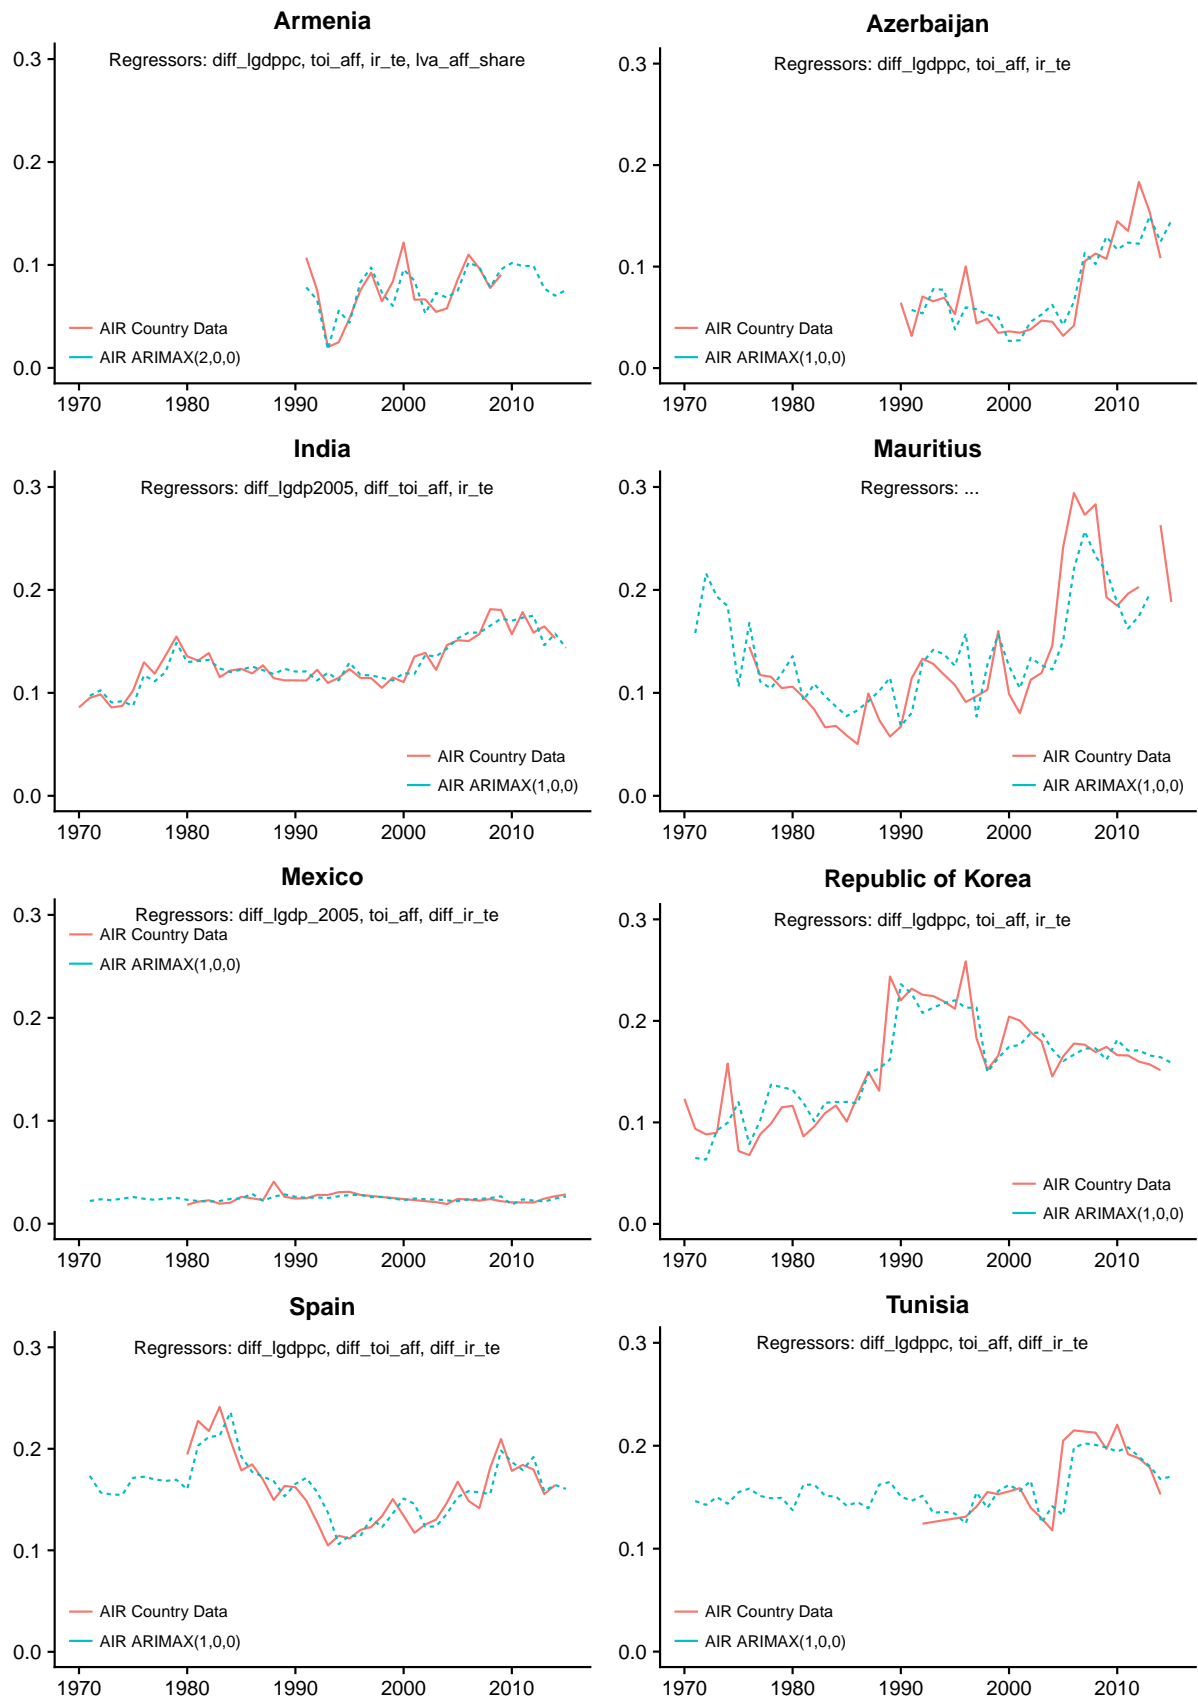 Armenia
Regressors: diff_lgdppc, toi_aff, ir_te, lva_aff_share
0.3
0.2
0.1
0.0
AIR Country Data
AIR ARIMAX(2,0,0)
1970 1980 1990 2000 2010
Azerbaijan
Regressors: diff_lgdppc, toi_aff, ir_te
0.3
0.2
0.1
0.0
AIR Country Data
AIR ARIMAX(1,0,0)
1970 1980 1990 2000 2010
India
Regressors: diff_lgdp2005, diff_toi_aff, ir_te
0.3
0.2
0.1
0.0
AIR Country Data
AIR ARIMAX(1,0,0)
1970 1980 1990 2000 2010
Mauritius
Regressors: ...
0.3
0.2
0.1
0.0
AIR Country Data
AIR ARIMAX(1,0,0)
1970 1980 1990 2000 2010
Mexico
Regressors: diff_lgdp_2005, toi_aff, diff_ir_te
AIR Country Data
AIR ARIMAX(1,0,0)
0.3
0.2
0.1
0.0
1970 1980 1990 2000 2010
Republic of Korea
Regressors: diff_lgdppc, toi_aff, ir_te
0.3
0.2
0.1
0.0
AIR Country Data
AIR ARIMAX(1,0,0)
1970 1980 1990 2000 2010
Spain
Regressors: diff_lgdppc, diff_toi_aff, diff_ir_te
0.3
0.2
0.1
0.0
AIR Country Data
AIR ARIMAX(1,0,0)
1970 1980 1990 2000 2010
Tunisia
Regressors: diff_lgdppc, toi_aff, diff_ir_te
0.3
0.2
0.1
0.0
AIR Country Data
AIR ARIMAX(1,0,0)
1970 1980 1990 2000 2010